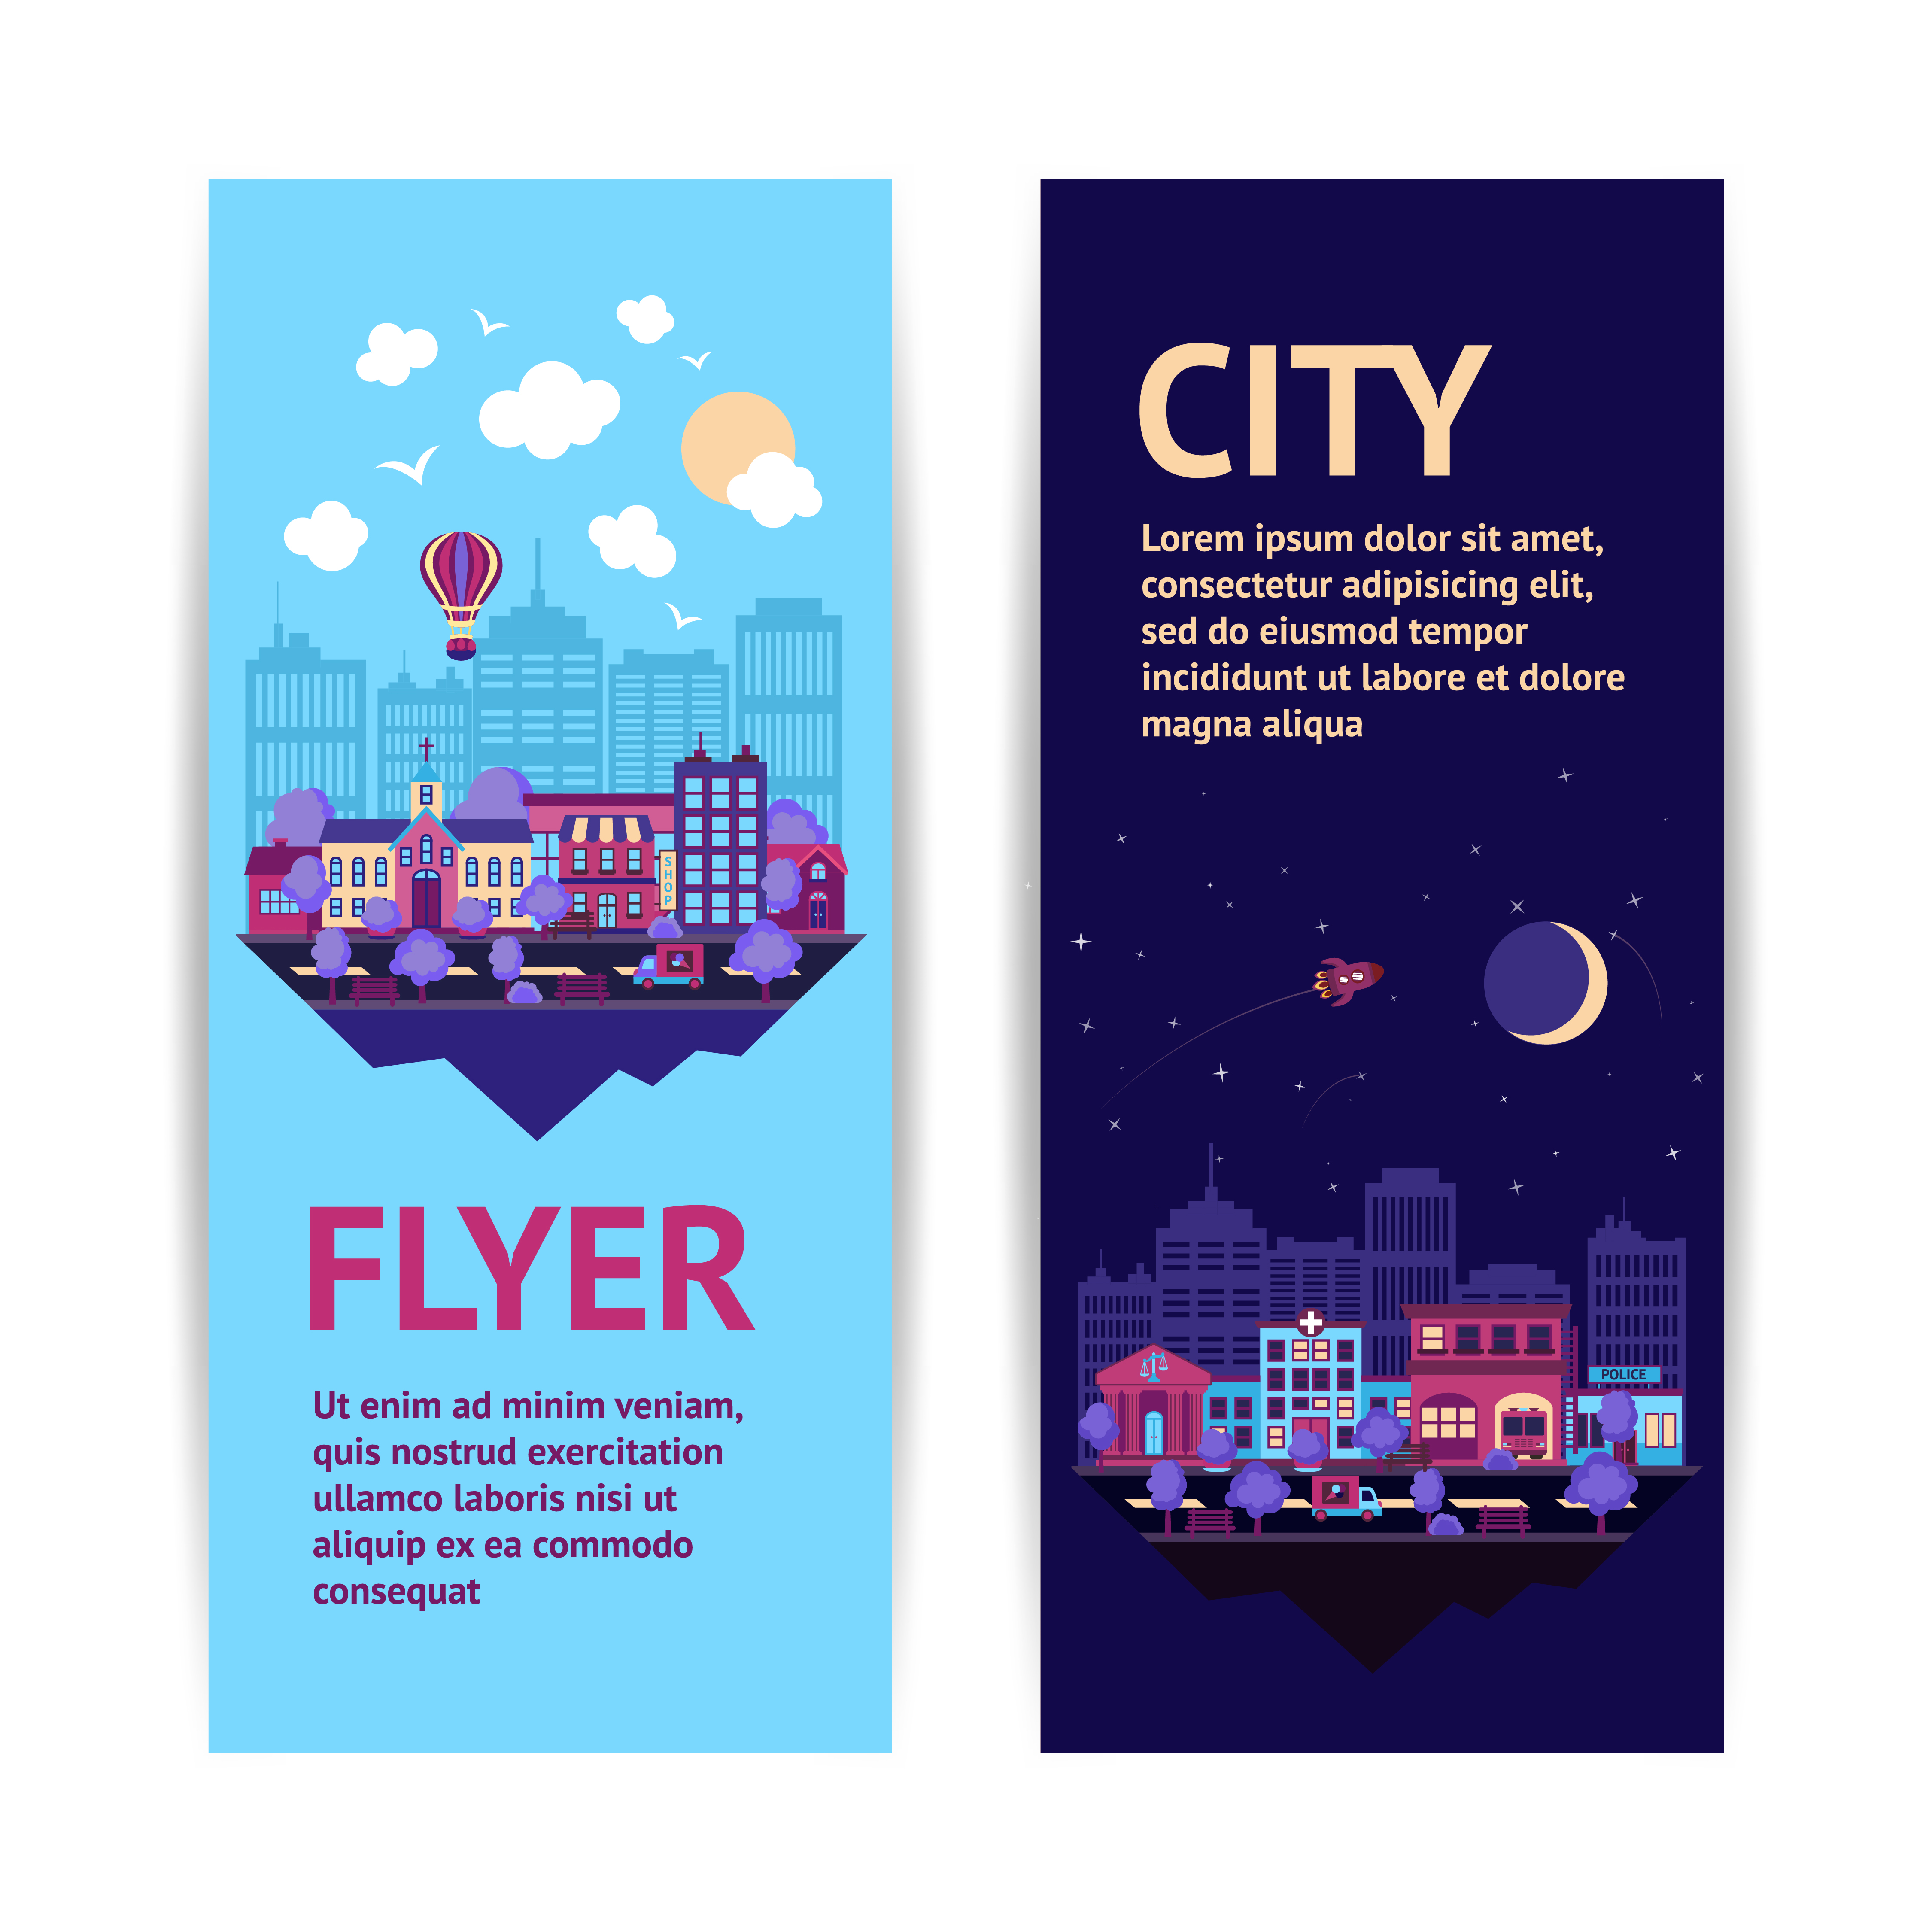 SHOP
FLYER
Ut enim ad minim veniam,
quis nostrud exercitation
ullamco laboris nisi ut
aliquip ex ea commodo
consequat
CITY
Lorem ipsum dolor sit amet,
consectetur adipisicing elit,
sed do eiusmod tempor
incididunt ut labore et dolore
magna aliqua
POLICE